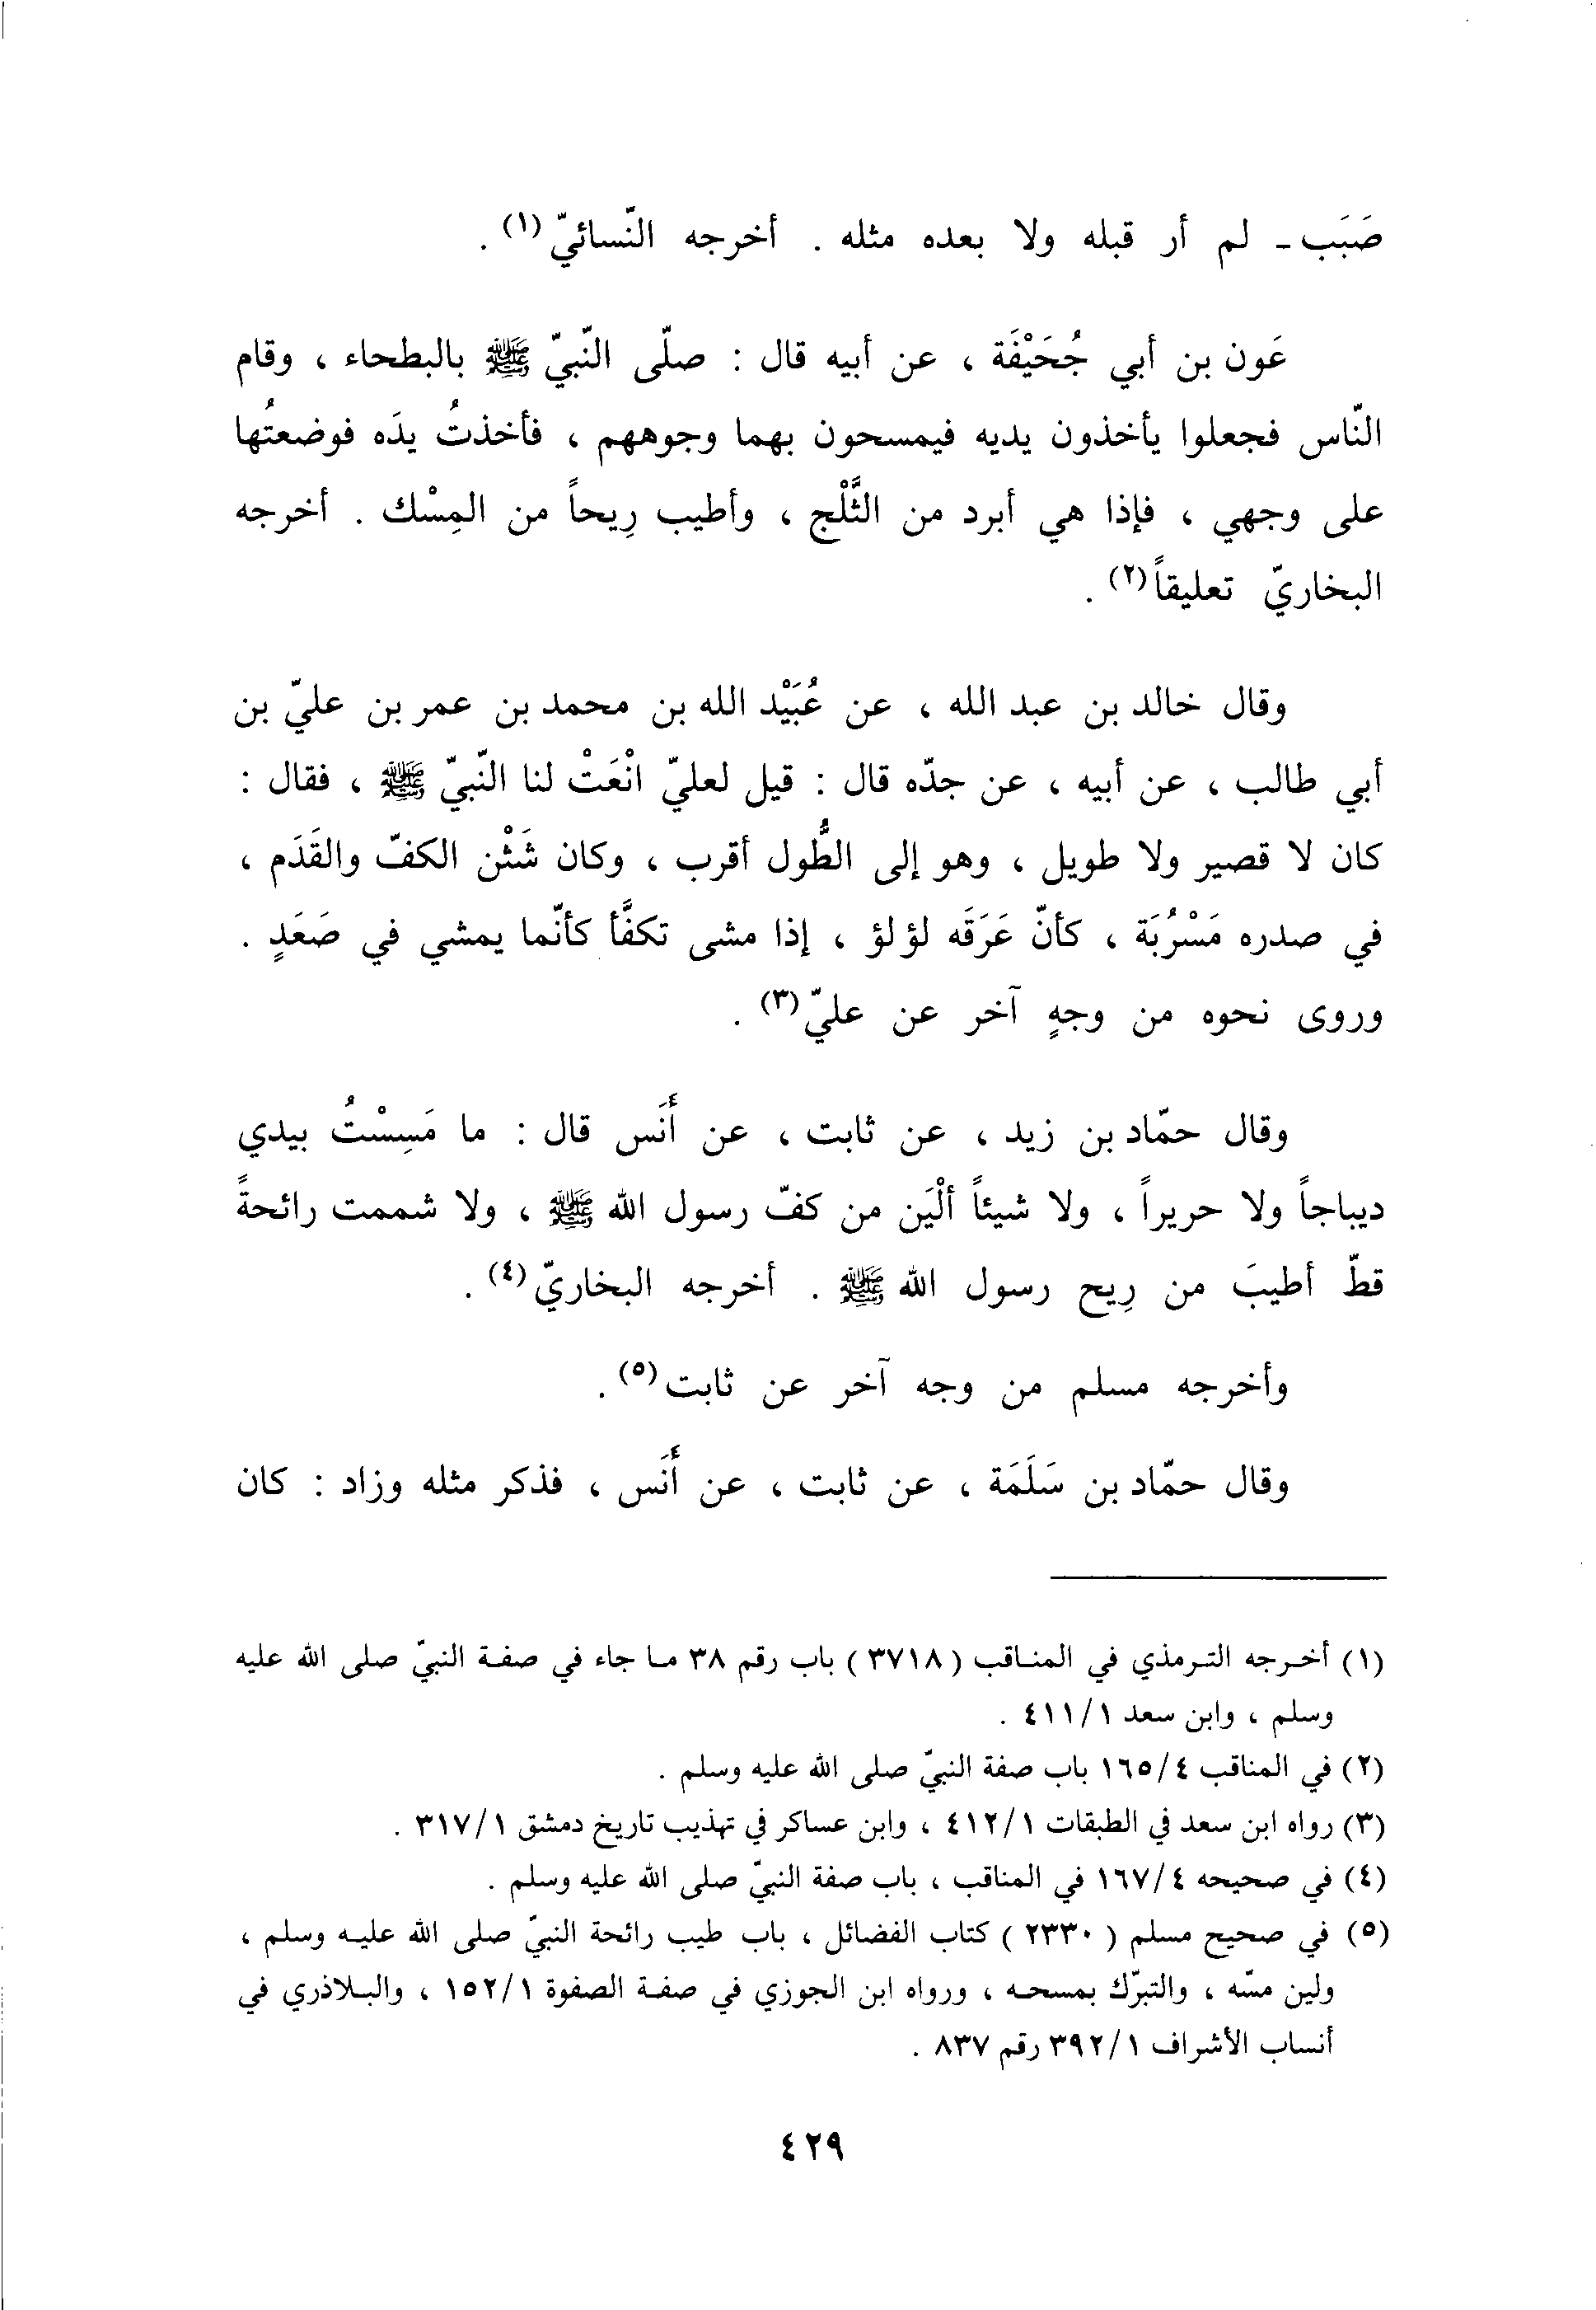 صَبَب - لم أر قبله ولا بعده مثله . أخرجه النّسائيّ(١) .
عَون بن أبي جُحَيْفَة ، عن أبيه قال : صلّى النّبيّ ﷺ بالبطحاء ، وقام
النّاس فجعلوا يأخذون يديه فيمسحون بهما وجوههم ، فأخذتُ يدَه فوضعتُها
على وجهي ، فإذا هي أبرد من الثَّلْج ، وأطيب رِيحاً من المِسْك . أخرجه
البخاريّ تعليقاً(٢) .
وقال خالد بن عبد الله ، عن عُبَيْد الله بن محمد بن عمر بن عليّ بن
أبي طالب ، عن أبيه ، عن جدّه قال : قيل لعليّ انْعَتْ لنا النّبيّ ﷺ ، فقال :
كان لا قصير ولا طويل ، وهو إلى الطُّول أقرب ، وكان شَثْن الكفّ والقَدَم ،
في صدره مَسْرُبَة ، كأنّ عَرَقَه لؤلؤ ، إذا مشى تكفَّأ كأنّما يمشي في صَعَدٍ .
وروى نحوه من وجهٍ آخر عن عليّ(٣) .
وقال حمّاد بن زيد ، عن ثابت ، عن أَنَس قال : ما مَسِسْتُ بيدي
ديباجاً ولا حريراً ، ولا شيئاً ألْيَن من كفّ رسول الله ﷺ ، ولا شممت رائحةً
قطّ أطيبَ من رِيح رسول الله ﷺ . أخرجه البخاريّ(٤) .
وأخرجه مسلم من وجه آخر عن ثابت(٥) .
وقال حمّاد بن سَلَمَة ، عن ثابت ، عن أَنَس ، فذكر مثله وزاد : كان
(١) أخرجه الترمذي في المناقب (٣٧١٨) باب رقم ٣٨ ما جاء في صفة النبيّ صلى الله عليه
وسلم ، وابن سعد ٤١١/١ .
(٢) في المناقب ١٦٥/٤ باب صفة النبيّ صلى الله عليه وسلم .
(٣) رواه ابن سعد في الطبقات ٤١٢/١ ، وابن عساكر في تهذيب تاريخ دمشق ٣١٧/١ .
(٤) في صحيحه ١٦٧/٤ في المناقب ، باب صفة النبيّ صلى الله عليه وسلم .
(٥) في صحيح مسلم ( ٢٣٣٠ ) كتاب الفضائل ، باب طيب رائحة النبيّ صلى الله عليه وسلم ،
ولين مسّه ، والتبرّك بمسحه ، ورواه ابن الجوزي في صفة الصفوة ١٥٢/١ ، والبلاذري في
أنساب الأشراف ٣٩٢/١ رقم ٨٣٧ .
٤٢٩